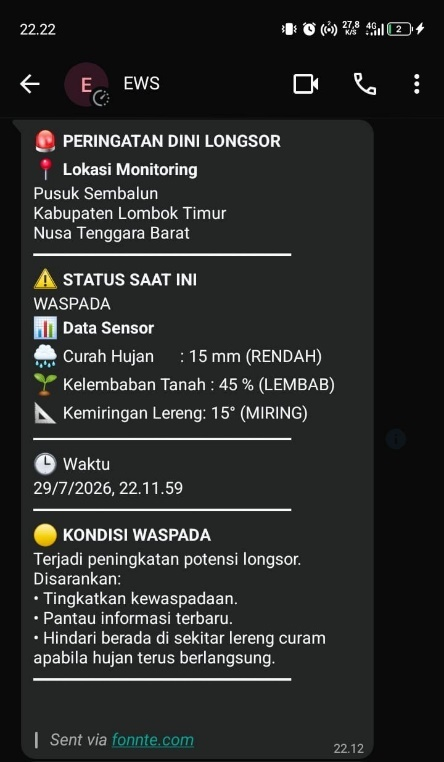 22.22
27,8 K/S
4G
2
E
EWS
PERINGATAN DINI LONGSOR
Lokasi Monitoring
Pusuk Sembalun
Kabupaten Lombok Timur
Nusa Tenggara Barat
STATUS SAAT INI
WASPADA
Data Sensor
Curah Hujan : 15 mm (RENDAH)
Kelembaban Tanah : 45 % (LEMBAB)
Kemiringan Lereng: 15° (MIRING)
Waktu
29/7/2026, 22.11.59
KONDISI WASPADA
Terjadi peningkatan potensi longsor.
Disarankan:
• Tingkatkan kewaspadaan.
• Pantau informasi terbaru.
• Hindari berada di sekitar lereng curam
apabila hujan terus berlangsung.
Sent via fonnte.com
22.12